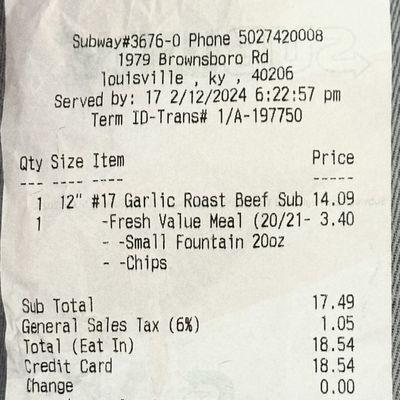 Subway#3676-0 Phone 5027420008
1979 Brownsboro Rd
louisville , ky , 40206
Served by: 17 2/12/2024 6:22:57 pm
Term ID-Trans# 1/A-197750
Qty Size Item Price
--- ---- ---- -----
1 12" #17 Garlic Roast Beef Sub 14.09
1 -Fresh Value Meal (20/21- 3.40
- -Small Fountain 20oz
- -Chips
Sub Total 17.49
General Sales Tax (6%) 1.05
Total (Eat In) 18.54
Credit Card 18.54
Change 0.00